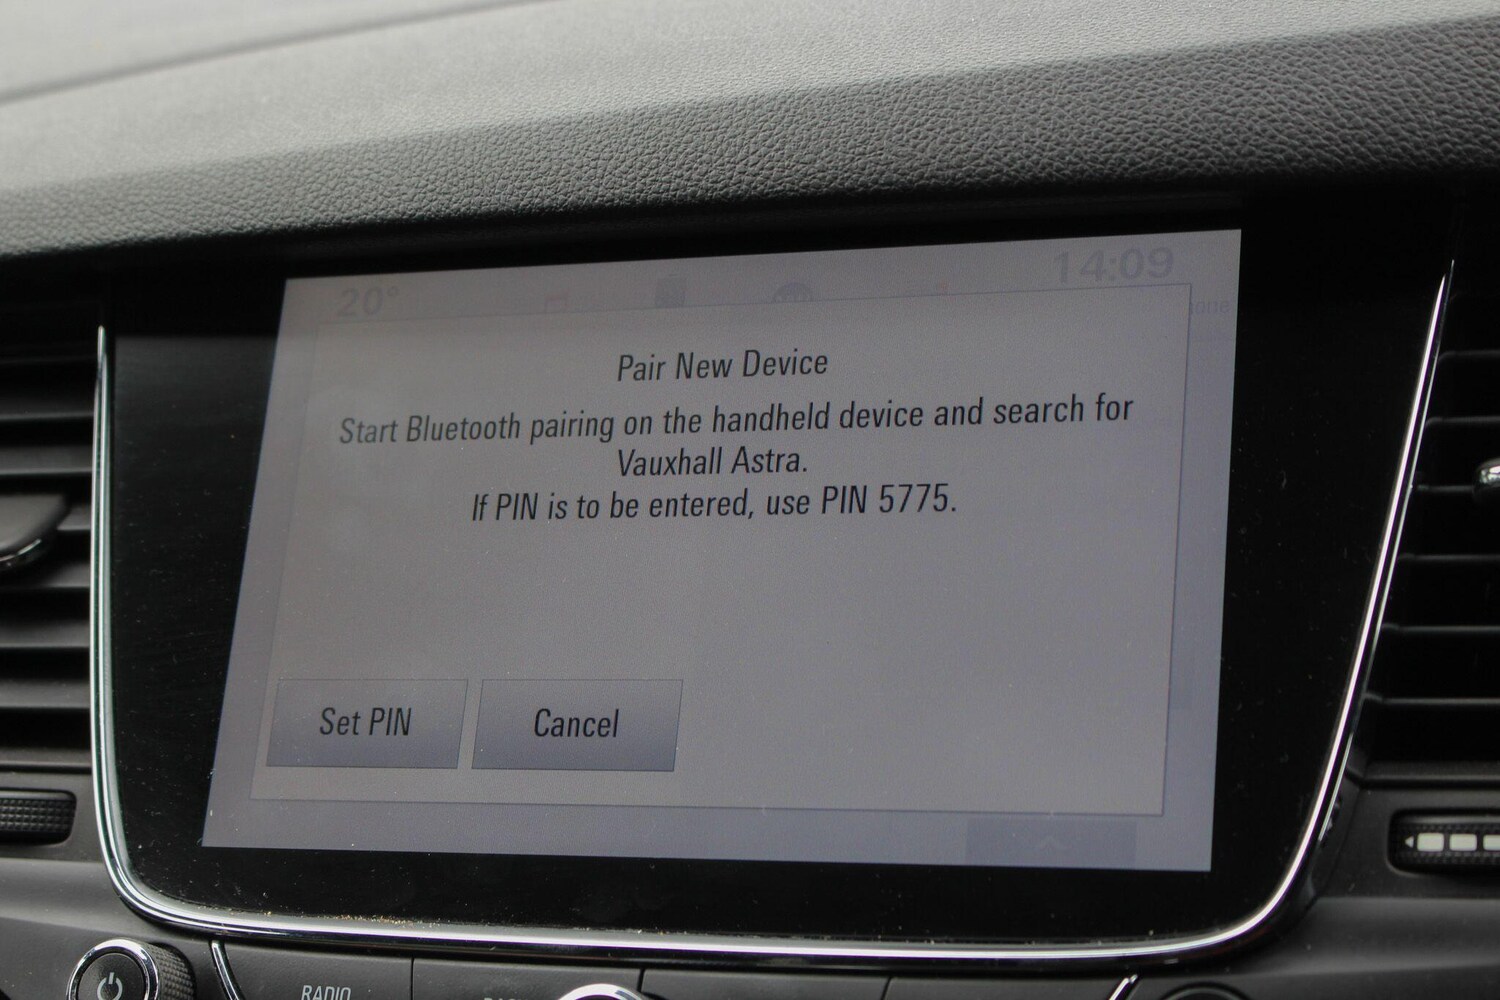 20°
14:09
Pair New Device
Start Bluetooth pairing on the handheld device and search for
Vauxhall Astra.
If PIN is to be entered, use PIN 5775.
Set PIN
Cancel
RADIO